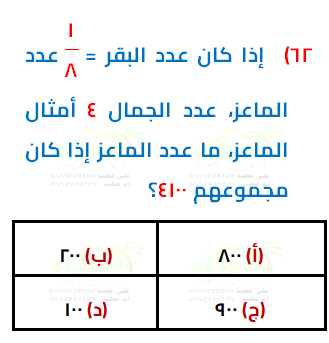 ٦٢) إذا كان عدد البقر = ١/٨ عدد
الماعز، عدد الجمال ٤ أمثال
الماعز، ما عدد الماعز إذا كان
مجموعهم ٤١٠٠؟
(أ) ٨٠٠
(ب) ٢٠٠
(ج) ٩٠٠
(د) ١٠٠